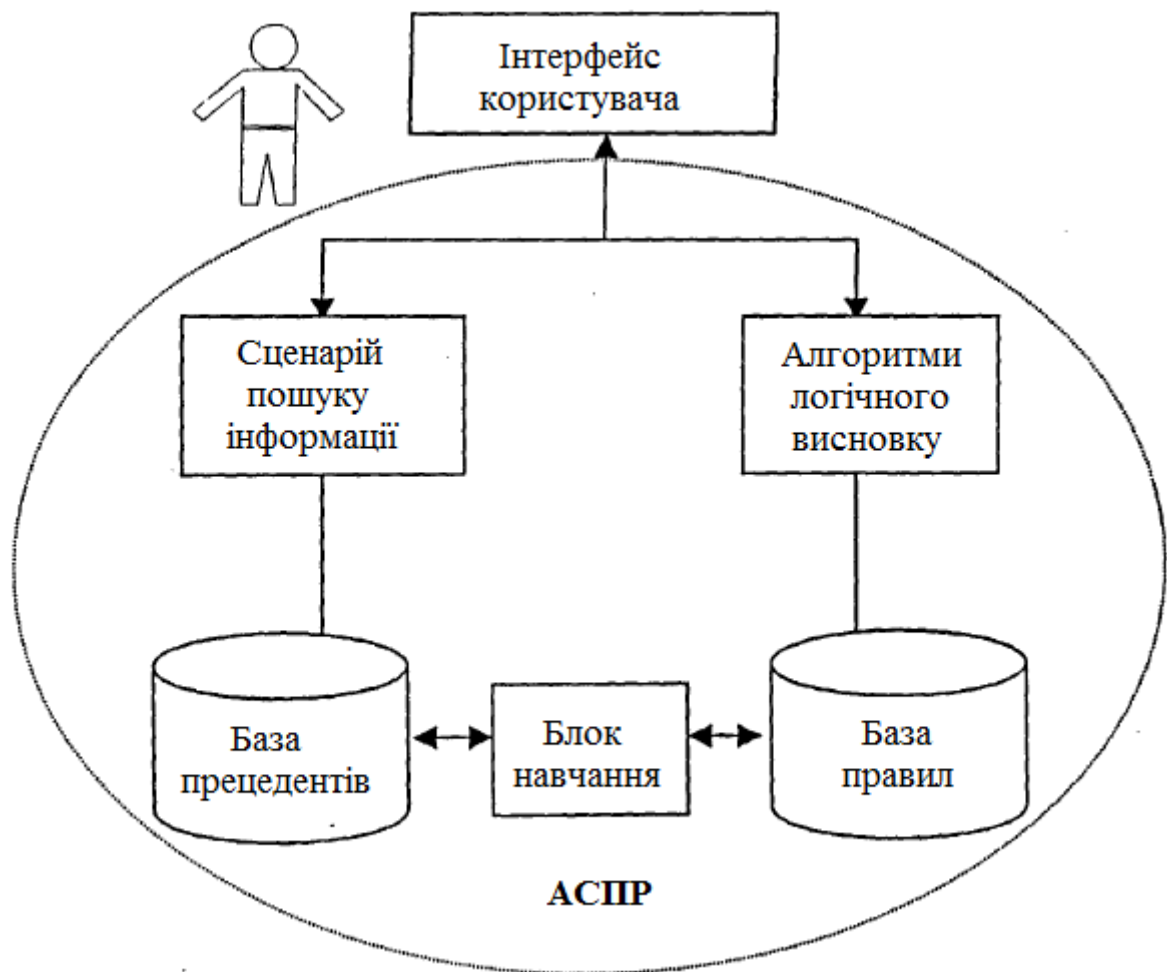 Інтерфейс
користувача
Сценарій
пошуку
інформації
Алгоритми
логічного
висновку
База
прецедентів
Блок
навчання
База
правил
АСПР